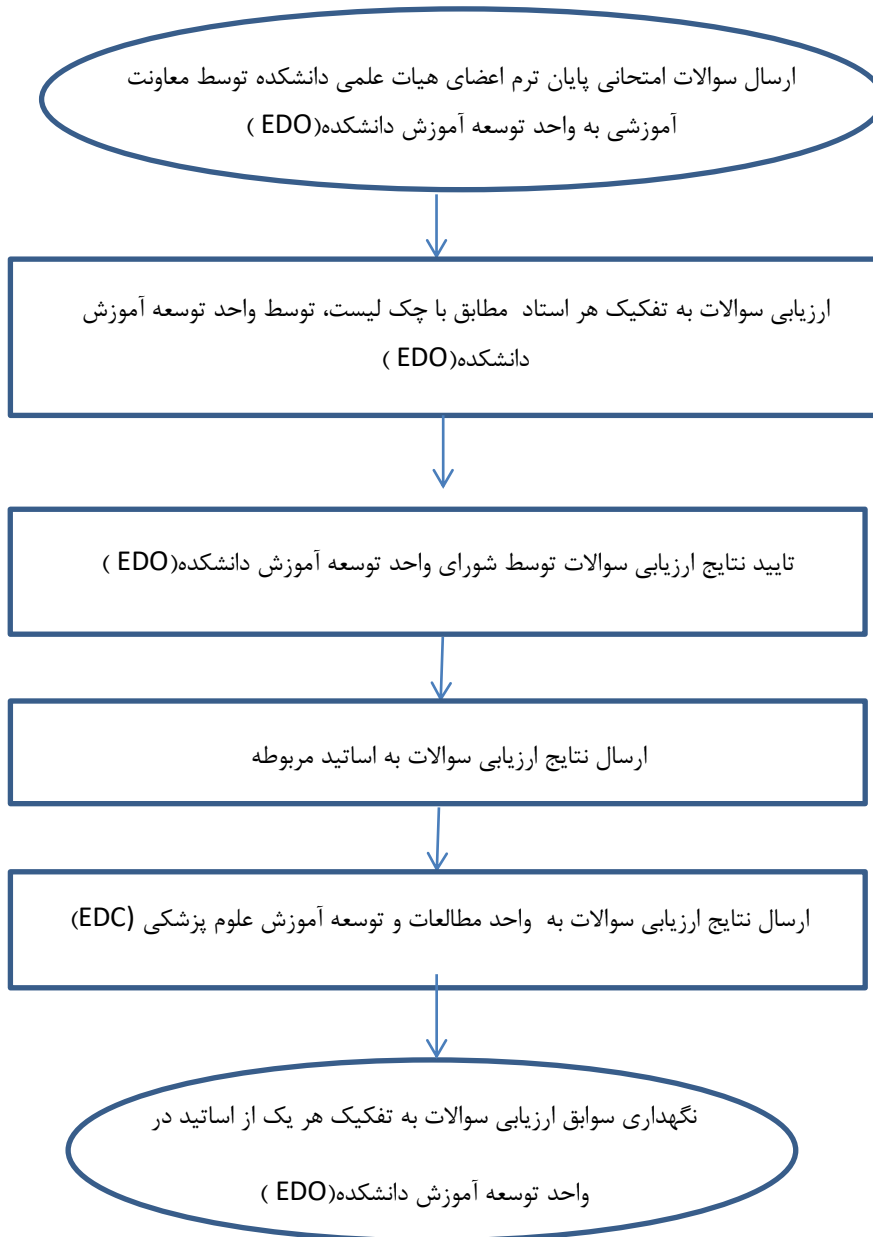 ارسال سوالات امتحانی پایان ترم اعضای هیات علمی دانشکده توسط معاونت
آموزشی به واحد توسعه آموزش دانشکده(EDO )
ارزیابی سوالات به تفکیک هر استاد مطابق با چک لیست، توسط واحد توسعه آموزش
دانشکده(EDO )
تایید نتایج ارزیابی سوالات توسط شورای واحد توسعه آموزش دانشکده(EDO )
ارسال نتایج ارزیابی سوالات به اساتید مربوطه
ارسال نتایج ارزیابی سوالات به واحد مطالعات و توسعه آموزش علوم پزشکی (EDC)
نگهداری سوابق ارزیابی سوالات به تفکیک هر یک از اساتید در
واحد توسعه آموزش دانشکده(EDO )